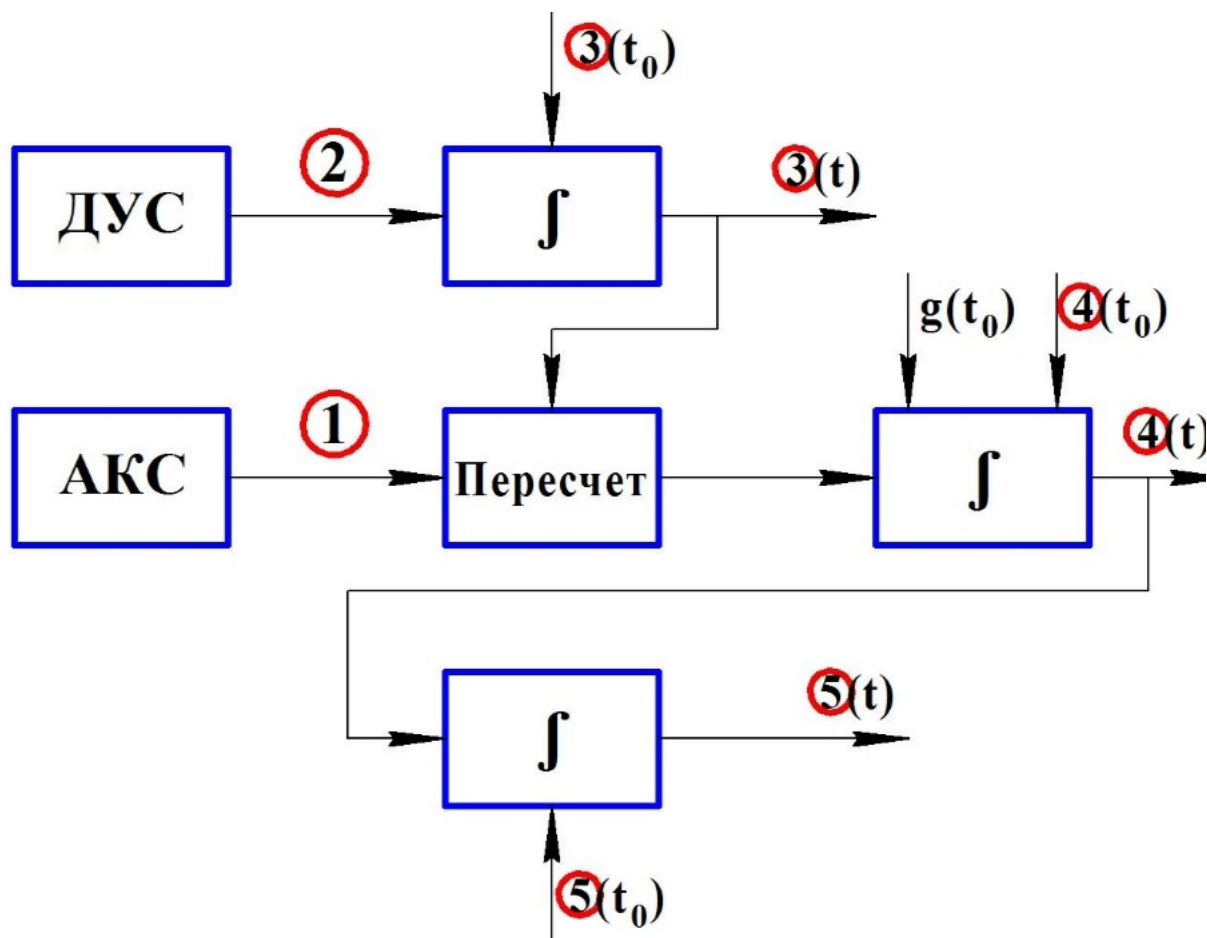 3(t₀)
ДУС
2
∫
3(t)
g(t₀)
4(t₀)
АКС
1
Пересчет
∫
4(t)
∫
5(t)
5(t₀)